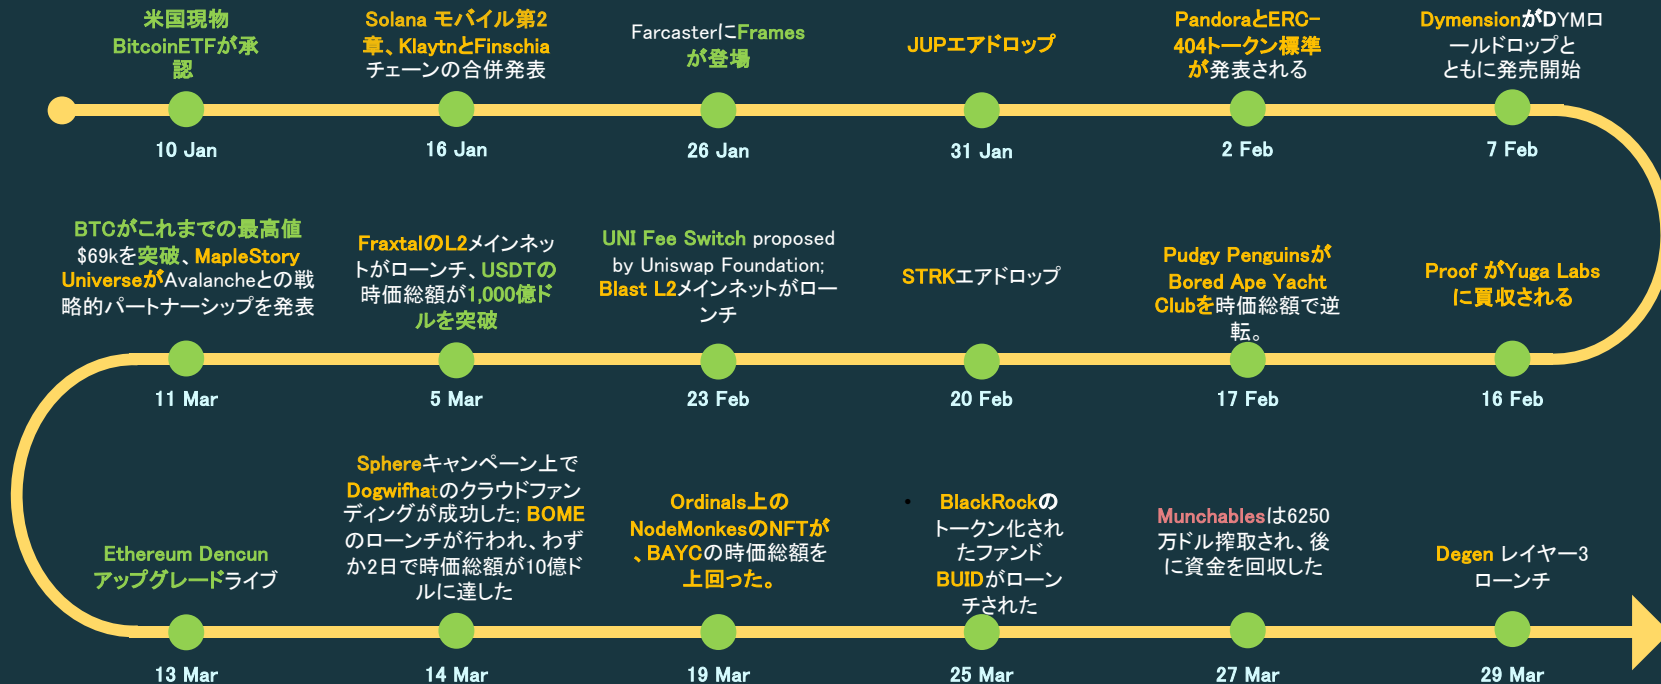 米国現物
BitcoinETFが承
認
10 Jan
Solana モバイル第2
章、KlaytnとFinschia
チェーンの合併発表
16 Jan
FarcasterにFrames
が登場
26 Jan
JUPエアドロップ
31 Jan
PandoraとERC-
404トークン標準
が発表される
2 Feb
DymensionがDYMロ
ールドロップと
ともに発売開始
7 Feb
Proof がYuga Labs
に買収される
16 Feb
Pudgy Penguinsが
Bored Ape Yacht
Clubを時価総額で逆
転。
17 Feb
STRKエアドロップ
20 Feb
UNI Fee Switch proposed
by Uniswap Foundation;
Blast L2メインネットがロー
ンチ
23 Feb
FraxtalのL2メインネッ
トがローンチ、USDTの
時価総額が1,000億ド
ルを突破
5 Mar
BTCがこれまでの最高値
$69kを突破、MapleStory
UniverseがAvalancheとの戦
略的パートナーシップを発表
11 Mar
Ethereum Dencun
アップグレードライブ
13 Mar
Sphereキャンペーン上で
Dogwifhatのクラウドファン
ディングが成功した; BOME
のローンチが行われ、わず
か2日で時価総額が10億ド
ルに達した
14 Mar
Ordinals上の
NodeMonkesのNFTが
、BAYCの時価総額を
上回った。
19 Mar
• BlackRockの
トークン化され
たファンド
BUIDがローン
チされた
25 Mar
Munchablesは6250
万ドル搾取され、後
に資金を回収した
27 Mar
Degen レイヤー3
ローンチ
29 Mar